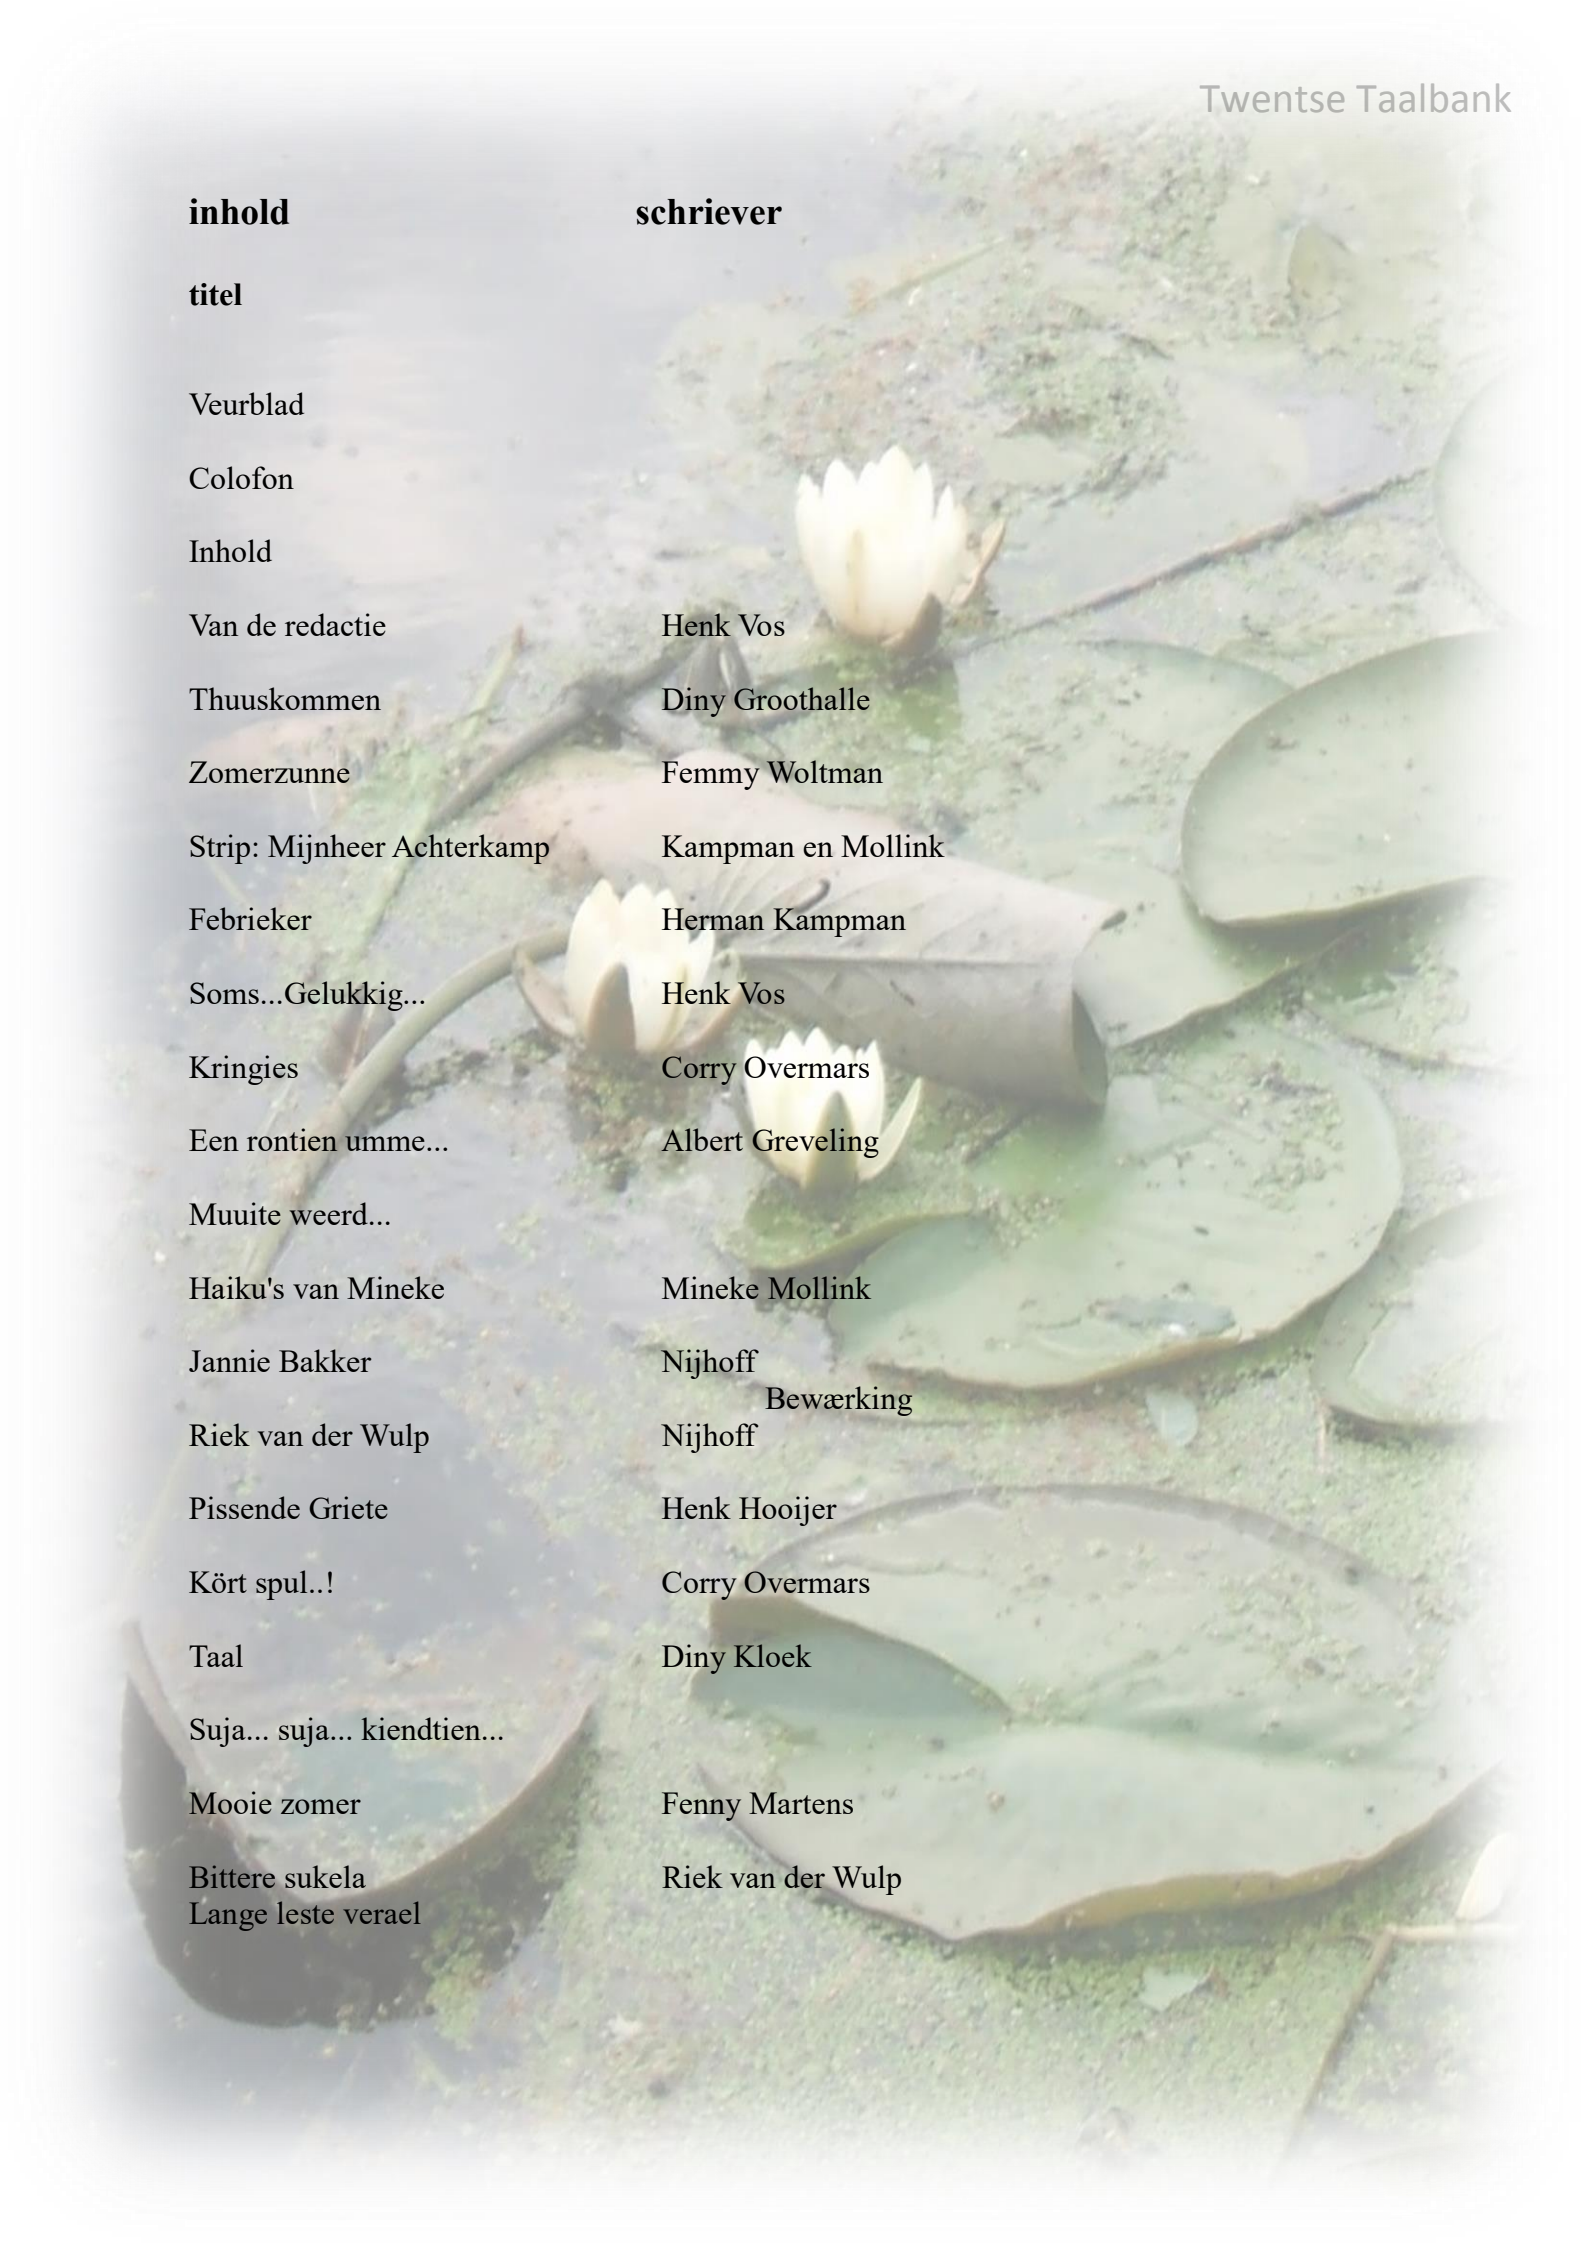 Twentse Taalbank
inhold schriever
titel
Veurblad
Colofon
Inhold
Van de redactie Henk Vos
Thuuskommen Diny Groothalle
Zomerzunne Femmy Woltman
Strip: Mijnheer Achterkamp Kampman en Mollink
Febrieker Herman Kampman
Soms...Gelukkig... Henk Vos
Kringies Corry Overmars
Een rontien umme... Albert Greveling
Muuite weerd...
Haiku's van Mineke Mineke Mollink
Jannie Bakker Nijhoff
Bewærking
Riek van der Wulp Nijhoff
Pissende Griete Henk Hooijer
Kört spul..! Corry Overmars
Taal Diny Kloek
Suja... suja... kiendtien...
Mooie zomer Fenny Martens
Bittere sukela Riek van der Wulp
Lange leste verael